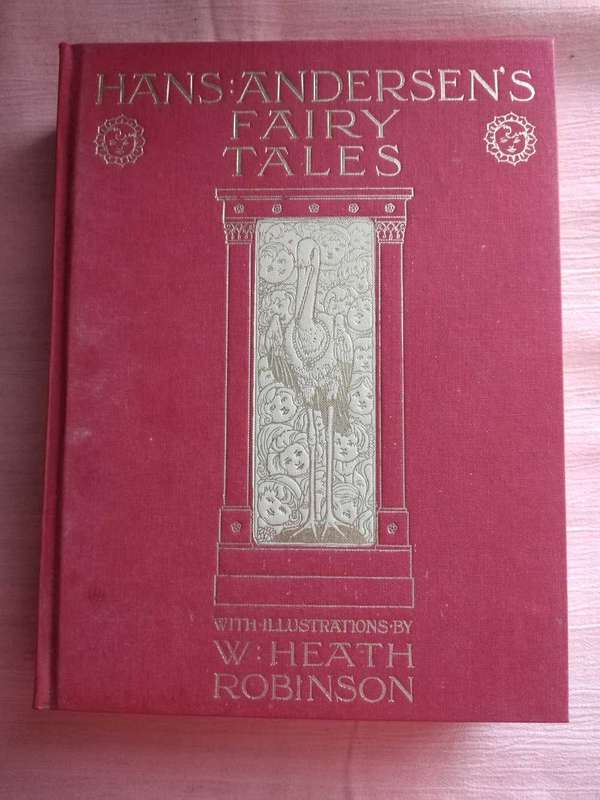 HANS:ANDERSEN'S
FAIRY
TALES
WITH·ILLUSTRATIONS·BY
W:HEATH
ROBINSON